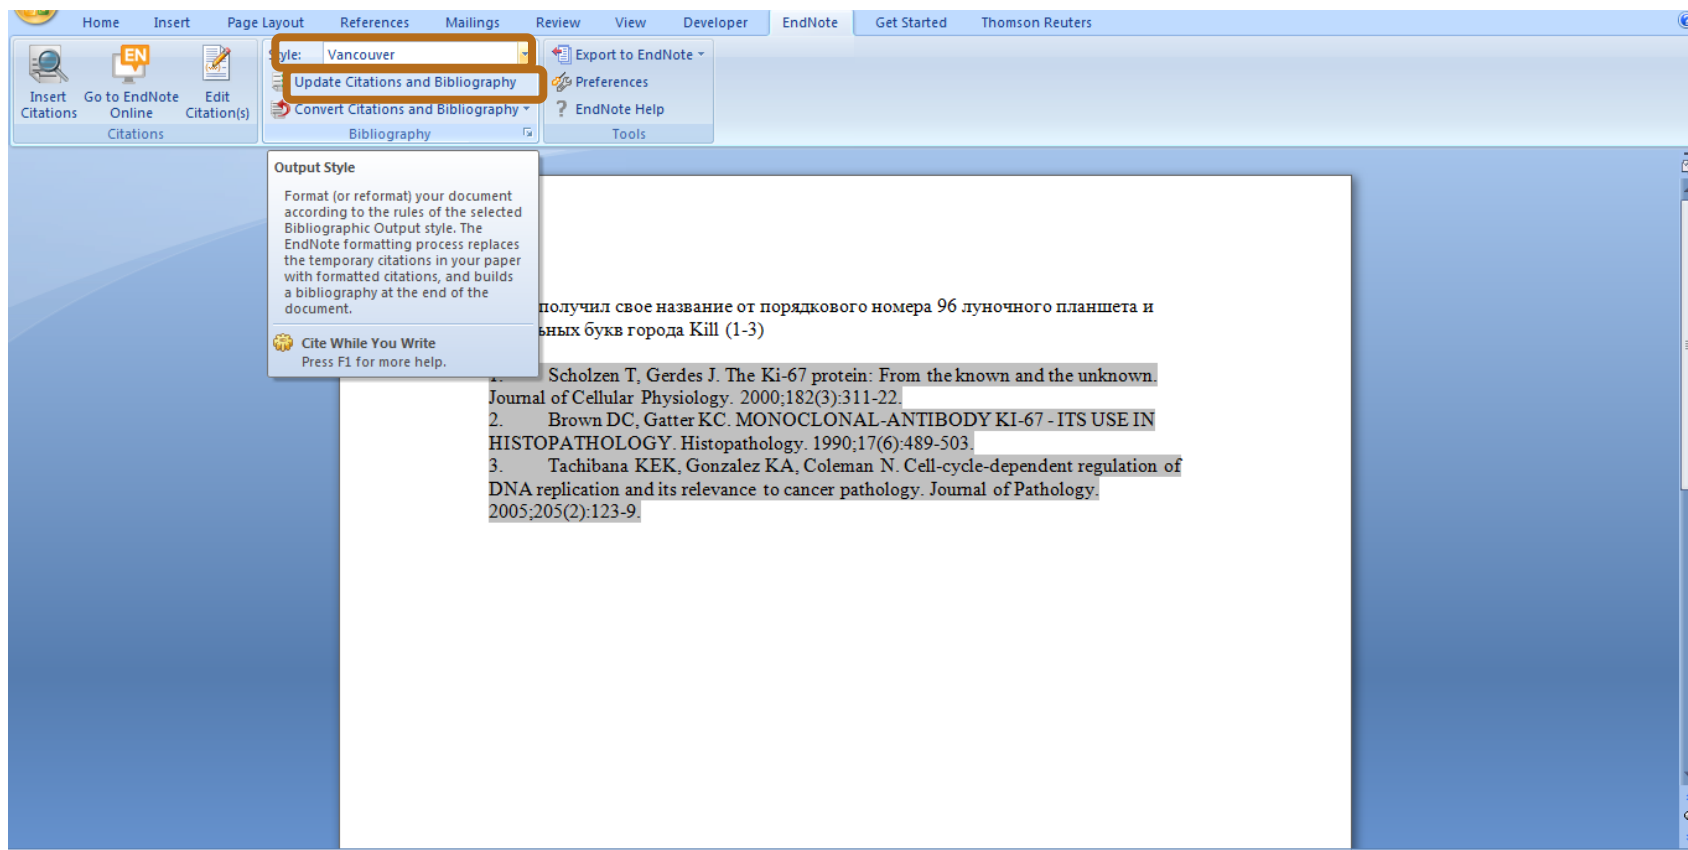 Home Insert Page Layout References Mailings Review View Developer EndNote Get Started Thomson Reuters
Insert Citations
Go to EndNote Online
Edit Citation(s)
Citations
Style: Vancouver
Update Citations and Bibliography
Convert Citations and Bibliography
Bibliography
Export to EndNote
Preferences
EndNote Help
Tools
Output Style
Format (or reformat) your document
according to the rules of the selected
Bibliographic Output style. The
EndNote formatting process replaces
the temporary citations in your paper
with formatted citations, and builds
a bibliography at the end of the
document.
Cite While You Write
Press F1 for more help.
получил свое название от порядкового номера 96 луночного планшета и
ьных букв города Kill (1-3)
1. Scholzen T, Gerdes J. The Ki-67 protein: From the known and the unknown.
Journal of Cellular Physiology. 2000;182(3):311-22.
2. Brown DC, Gatter KC. MONOCLONAL-ANTIBODY KI-67 - ITS USE IN
HISTOPATHOLOGY. Histopathology. 1990;17(6):489-503.
3. Tachibana KEK, Gonzalez KA, Coleman N. Cell-cycle-dependent regulation of
DNA replication and its relevance to cancer pathology. Journal of Pathology.
2005;205(2):123-9.